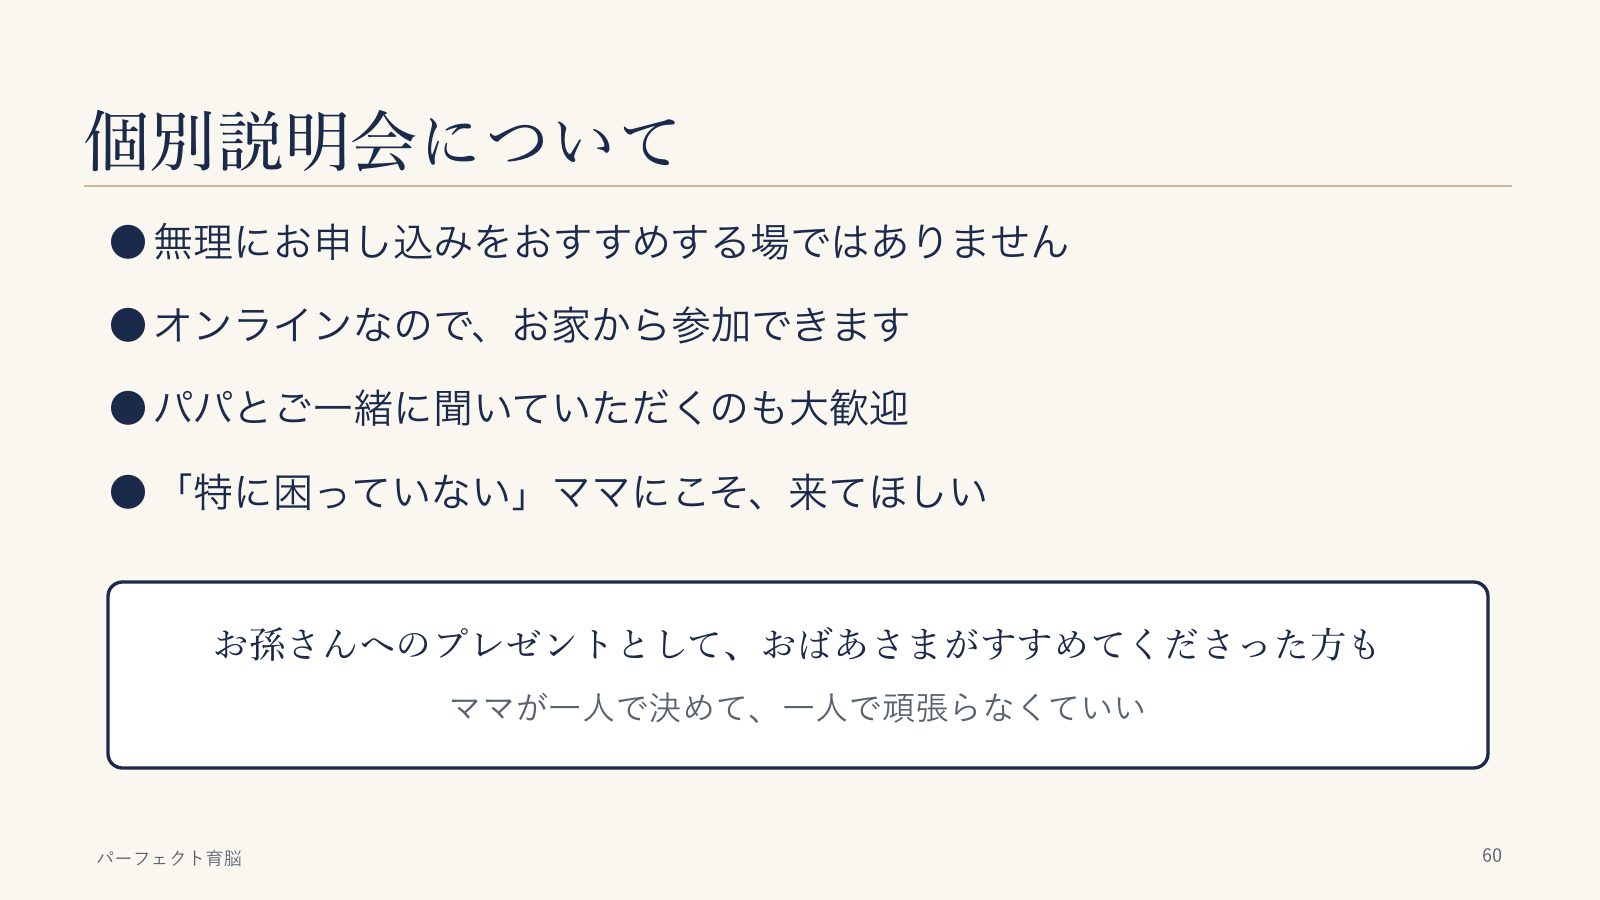 個別説明会について
●無理にお申し込みをおすすめする場ではありません
●オンラインなので、お家から参加できます
●パパとご一緒に聞いていただくのも大歓迎
●「特に困っていない」ママにこそ、来てほしい
お孫さんへのプレゼントとして、おばあさまがすすめてくださった方も
ママが一人で決めて、一人で頑張らなくていい
パーフェクト育脳
60